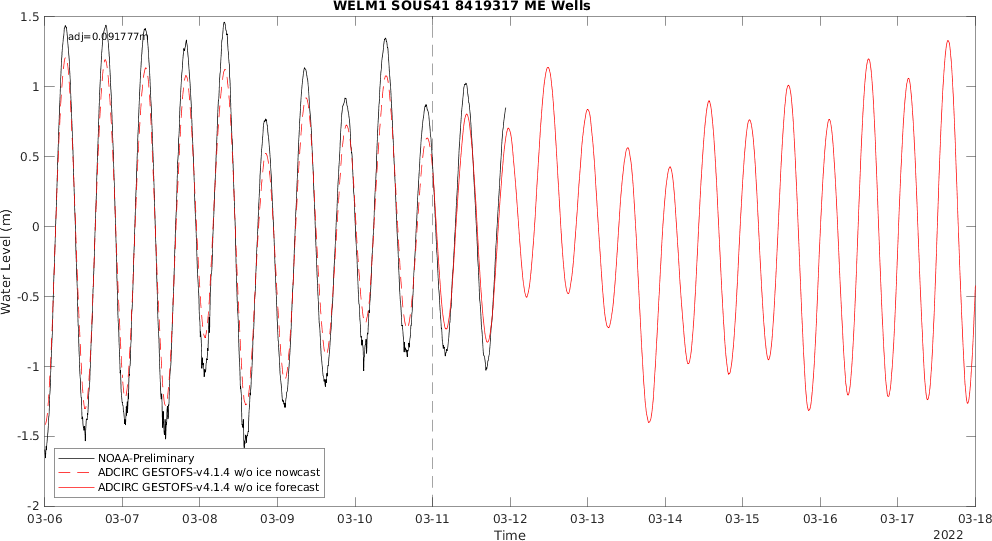 WELM1 SOUS41 8419317 ME Wells
adj=0.091777m
1.5
1
0.5
0
-0.5
-1
-1.5
-2
Water Level (m)
NOAA-Preliminary
ADCIRC GESTOFS-v4.1.4 w/o ice nowcast
ADCIRC GESTOFS-v4.1.4 w/o ice forecast
03-06 03-07 03-08 03-09 03-10 03-11 03-12 03-13 03-14 03-15 03-16 03-17 03-18
Time
2022